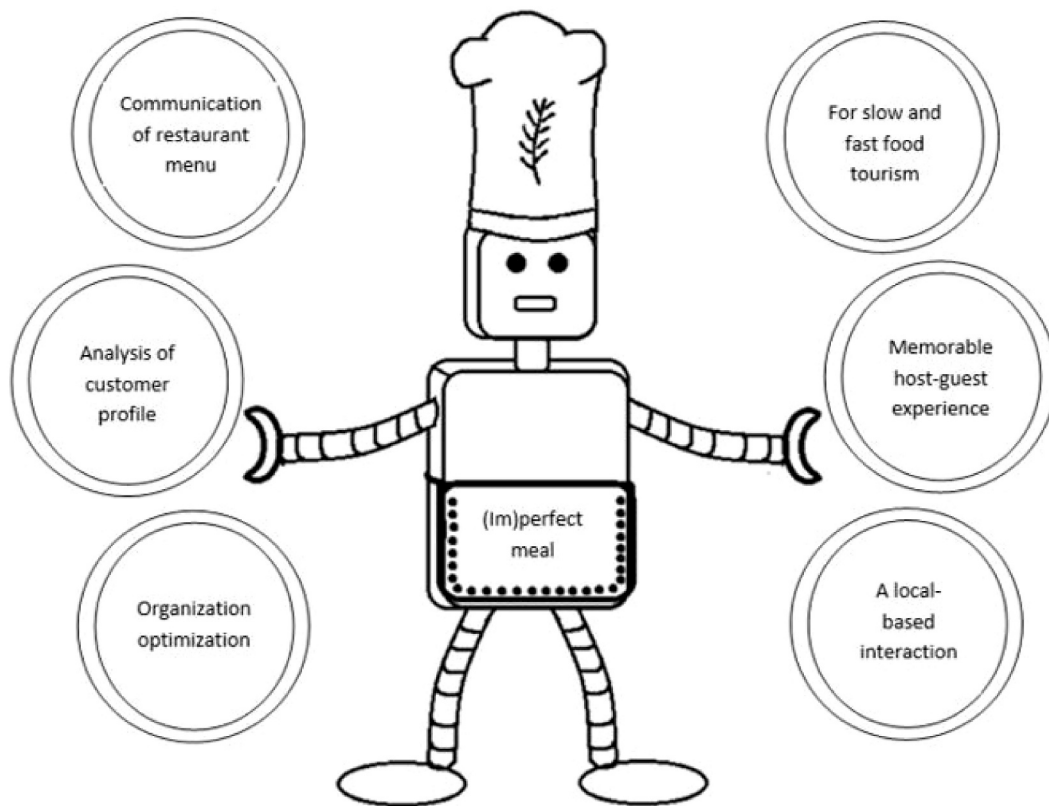 Communication
of restaurant
menu
For slow and
fast food
tourism
Analysis of
customer
profile
Memorable
host-guest
experience
(Im)perfect
meal
Organization
optimization
A local-
based
interaction